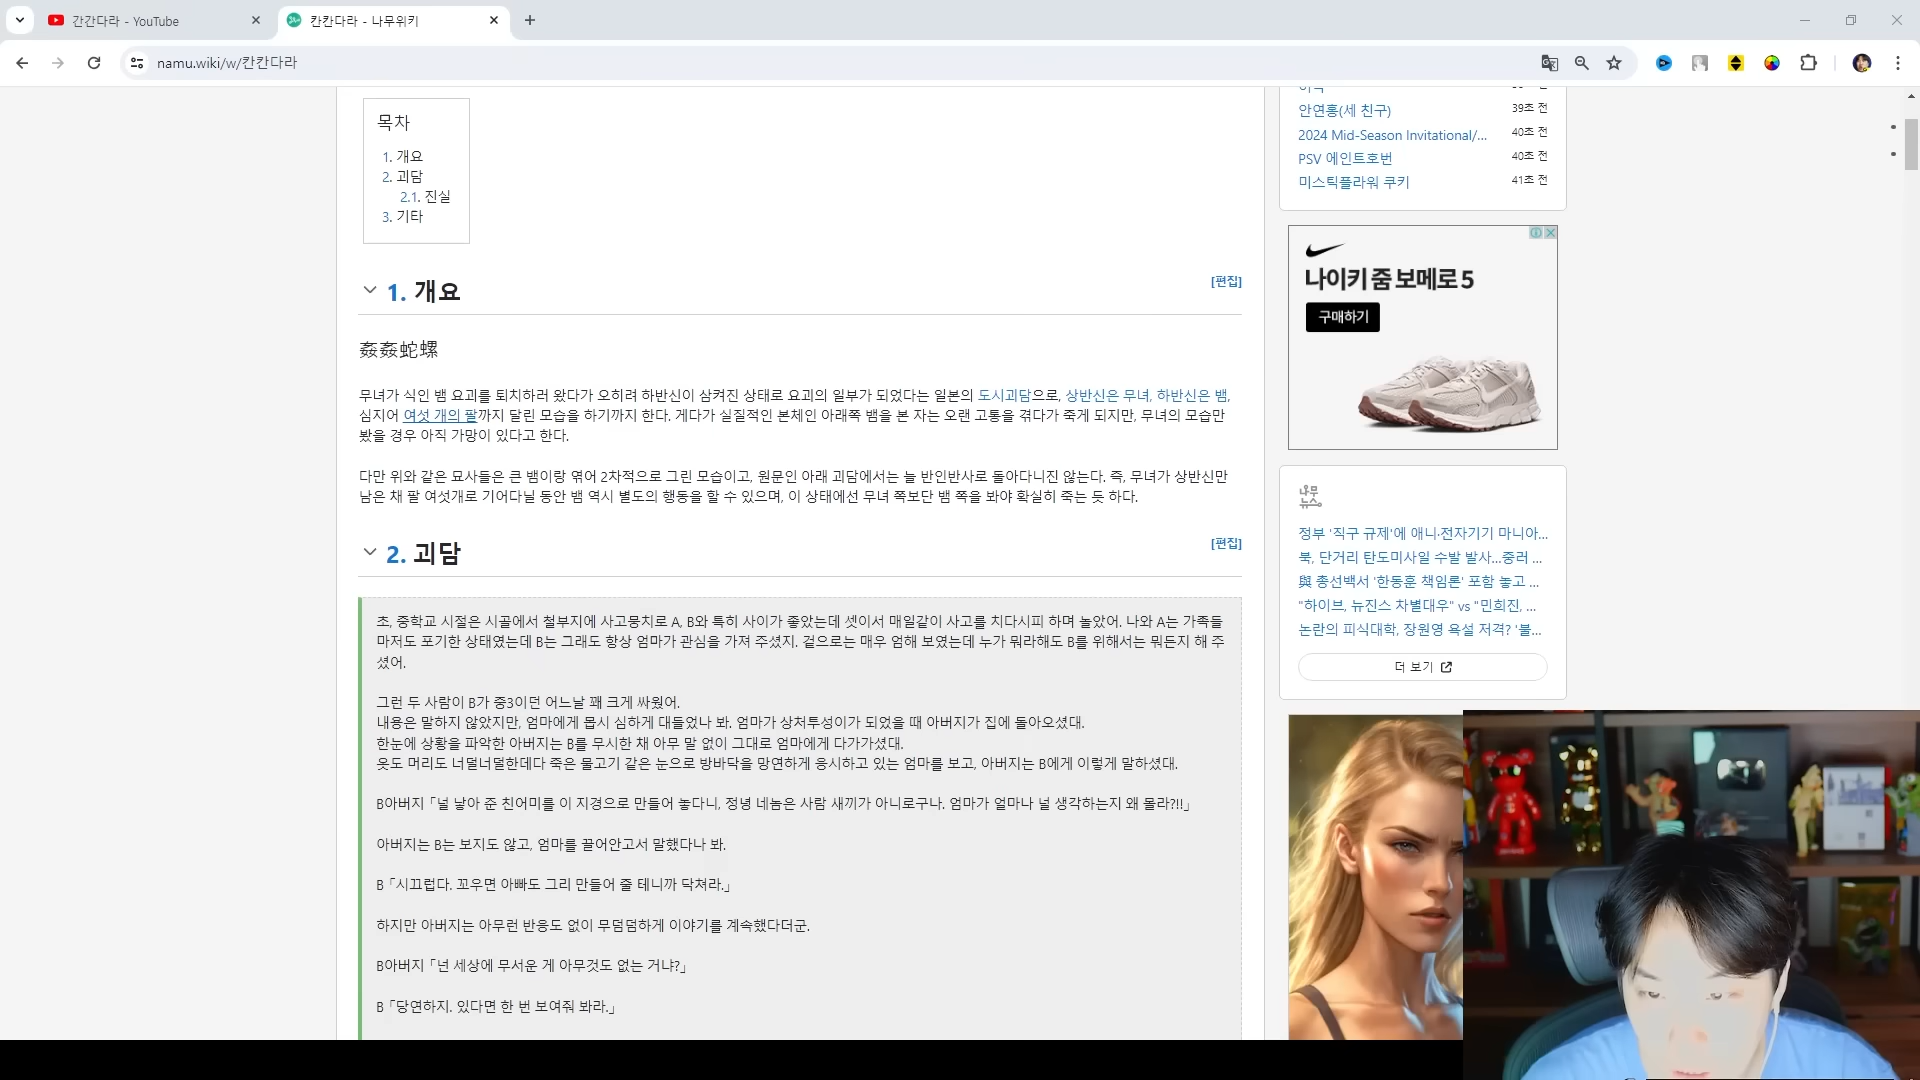 간간다라 - YouTube
칸칸다라 - 나무위키
namu.wiki/w/칸칸다라
목차
1. 개요
2. 괴담
2.1. 진실
3. 기타
1. 개요
[편집]
姦姦蛇螺
무녀가 식인 뱀 요괴를 퇴치하러 왔다가 오히려 하반신이 삼켜진 상태로 요괴의 일부가 되었다는 일본의 도시괴담으로, 상반신은 무녀, 하반신은 뱀,
심지어 여섯 개의 팔까지 달린 모습을 하기까지 한다. 게다가 실질적인 본체인 아래쪽 뱀을 본 자는 오랜 고통을 겪다가 죽게 되지만, 무녀의 모습만
봤을 경우 아직 가망이 있다고 한다.
다만 위와 같은 묘사들은 큰 뱀이랑 엮어 2차적으로 그린 모습이고, 원문인 아래 괴담에서는 늘 반인반사로 돌아다니진 않는다. 즉, 무녀가 상반신만
남은 채 팔 여섯개로 기어다닐 동안 뱀 역시 별도의 행동을 할 수 있으며, 이 상태에선 무녀 쪽보단 뱀 쪽을 봐야 확실히 죽는 듯 하다.
2. 괴담
[편집]
초, 중학교 시절은 시골에서 철부지에 사고뭉치로 A, B와 특히 사이가 좋았는데 셋이서 매일같이 사고를 치다시피 하며 놀았어. 나와 A는 가족들
마저도 포기한 상태였는데 B는 그래도 항상 엄마가 관심을 가져 주셨지. 겉으로는 매우 엄해 보였는데 누가 뭐라해도 B를 위해서는 뭐든지 해 주
셨어.
그런 두 사람이 B가 중3이던 어느날 꽤 크게 싸웠어.
내용은 말하지 않았지만, 엄마에게 몹시 심하게 대들었나 봐. 엄마가 상처투성이가 되었을 때 아버지가 집에 돌아오셨대.
한눈에 상황을 파악한 아버지는 B를 무시한 채 아무 말 없이 그대로 엄마에게 다가가셨대.
옷도 머리도 너덜너덜한데다 죽은 물고기 같은 눈으로 방바닥을 망연하게 응시하고 있는 엄마를 보고, 아버지는 B에게 이렇게 말하셨대.
B아버지 「널 낳아 준 친어미를 이 지경으로 만들어 놓다니, 정녕 네놈은 사람 새끼가 아니로구나. 엄마가 얼마나 널 생각하는지 왜 몰라?!!」
아버지는 B는 보지도 않고, 엄마를 끌어안고서 말했다나 봐.
B 「시끄럽다. 꼬우면 아빠도 그리 만들어 줄 테니까 닥쳐라.」
하지만 아버지는 아무런 반응도 없이 무덤덤하게 이야기를 계속했다더군.
B아버지 「넌 세상에 무서운 게 아무것도 없는 거냐?」
B 「당연하지. 있다면 한 번 보여줘 봐라.」
안연홍(세 친구) 39초 전
2024 Mid-Season Invitational/... 40초 전
PSV 에인트호번 40초 전
미스틱플라워 쿠키 41초 전
나이키 줌 보메로 5
구매하기
나무
뉴스
정부 '직구 규제'에 애니·전자기기 마니아...
북, 단거리 탄도미사일 수발 발사...중러 ...
與 총선백서 '한동훈 책임론' 포함 놓고 ...
"하이브, 뉴진스 차별대우" vs "민희진, ...
논란의 피식대학, 장원영 욕설 저격? '불...
더 보기